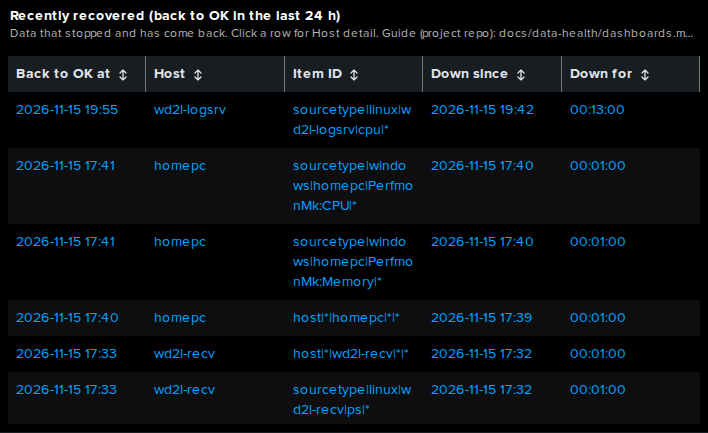 Recently recovered (back to OK in the last 24 h)
Data that stopped and has come back. Click a row for Host detail. Guide (project repo): docs/data-health/dashboards.m...
Back to OK at Host Item ID Down since Down for
2026-11-15 19:55 wd2l-logsrv sourcetype|linux|w 2026-11-15 19:42 00:13:00
d2l-logsrv|cpu|*
2026-11-15 17:41 homepc sourcetype|windo 2026-11-15 17:40 00:01:00
ws|homepc|Perfmo
nMk:CPU|*
2026-11-15 17:41 homepc sourcetype|windo 2026-11-15 17:40 00:01:00
ws|homepc|Perfmo
nMk:Memory|*
2026-11-15 17:40 homepc host|*|homepc|*|* 2026-11-15 17:39 00:01:00
2026-11-15 17:33 wd2l-recv host|*|wd2l-recv|*|* 2026-11-15 17:32 00:01:00
2026-11-15 17:33 wd2l-recv sourcetype|linux|w 2026-11-15 17:32 00:01:00
d2l-recv|ps|*